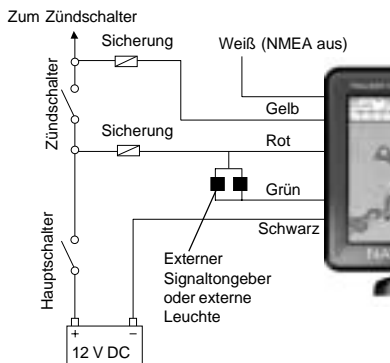 Zum Zündschalter
Sicherung
Weiß (NMEA aus)
Zündschalter
Gelb
Sicherung
Rot
Grün
Schwarz
Hauptschalter
Externer
Signaltongeber
oder externe
Leuchte
+ –
12 V DC